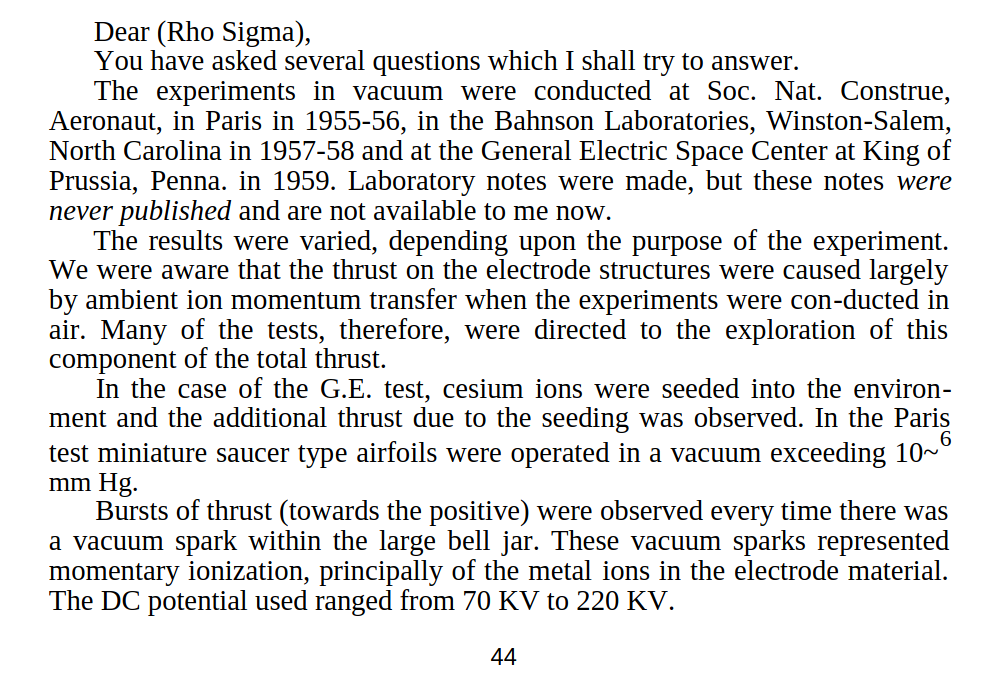 Dear (Rho Sigma),
You have asked several questions which I shall try to answer.
The experiments in vacuum were conducted at Soc. Nat. Construe,
Aeronaut, in Paris in 1955-56, in the Bahnson Laboratories, Winston-Salem,
North Carolina in 1957-58 and at the General Electric Space Center at King of
Prussia, Penna. in 1959. Laboratory notes were made, but these notes were
never published and are not available to me now.
The results were varied, depending upon the purpose of the experiment.
We were aware that the thrust on the electrode structures were caused largely
by ambient ion momentum transfer when the experiments were con-ducted in
air. Many of the tests, therefore, were directed to the exploration of this
component of the total thrust.
In the case of the G.E. test, cesium ions were seeded into the environ-
ment and the additional thrust due to the seeding was observed. In the Paris
test miniature saucer type airfoils were operated in a vacuum exceeding 10~6
mm Hg.
Bursts of thrust (towards the positive) were observed every time there was
a vacuum spark within the large bell jar. These vacuum sparks represented
momentary ionization, principally of the metal ions in the electrode material.
The DC potential used ranged from 70 KV to 220 KV.
44